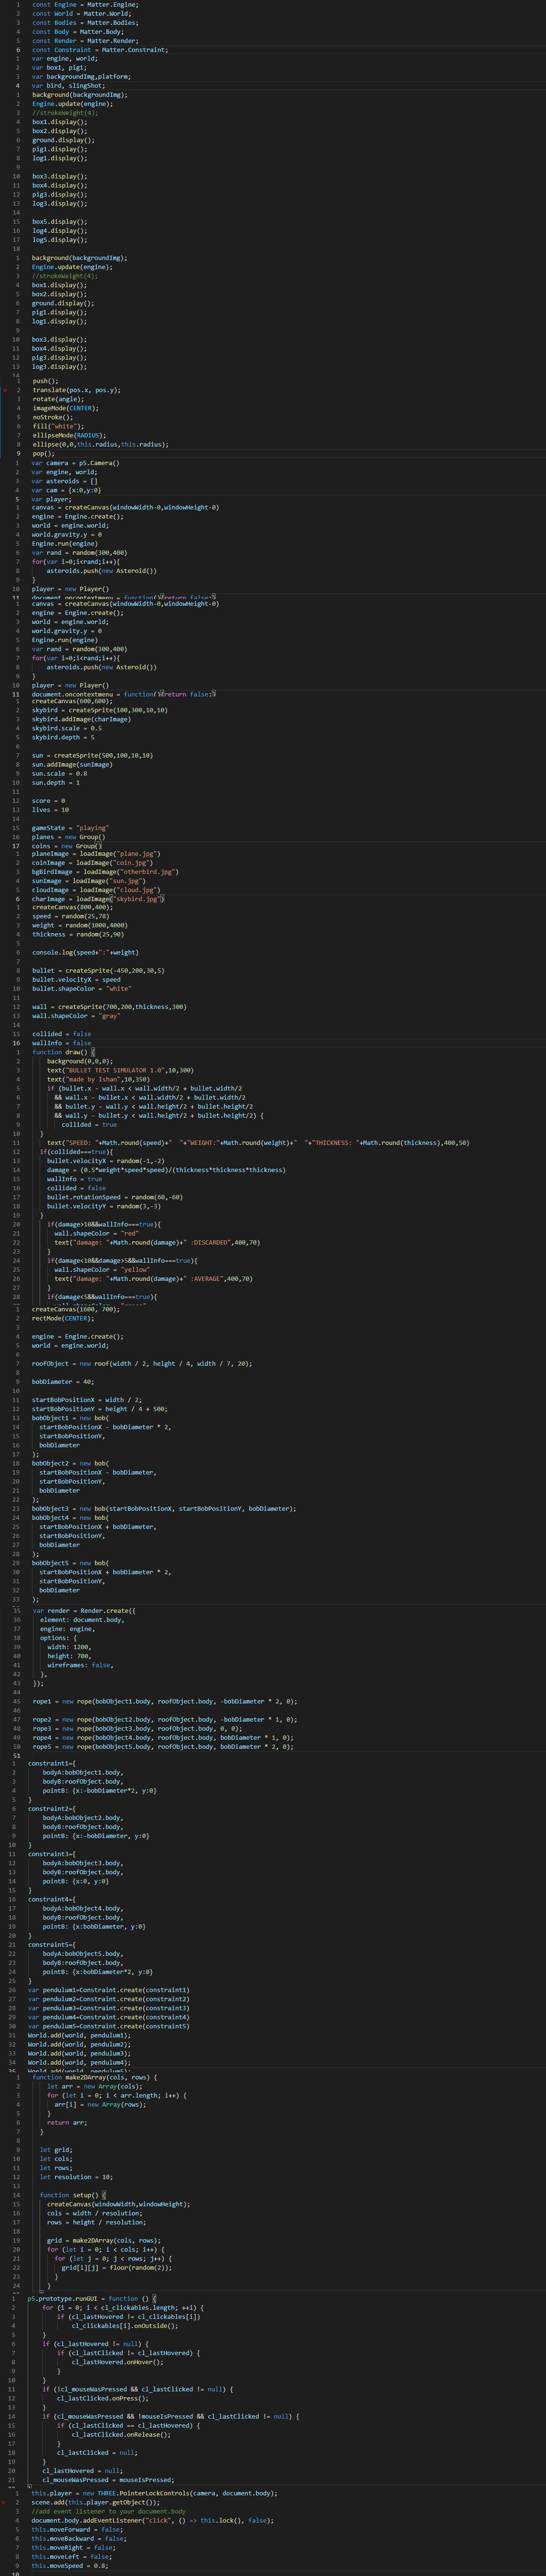 1 const Engine = Matter.Engine;
2 const World = Matter.World;
3 const Bodies = Matter.Bodies;
4 const Body = Matter.Body;
5 const Render = Matter.Render;
6 const Constraint = Matter.Constraint;
1 var engine, world;
2 var box1, pig1;
3 var backgroundImg,platform;
4 var bird, slingShot;
1 background(backgroundImg);
2 Engine.update(engine);
3 //strokeWeight(4);
4 box1.display();
5 box2.display();
6 ground.display();
7 pig1.display();
8 log1.display();
9
10 box3.display();
11 box4.display();
12 pig3.display();
13 log3.display();
14
15 box5.display();
16 log4.display();
17 log5.display();
18
1 background(backgroundImg);
2 Engine.update(engine);
3 //strokeWeight(4);
4 box1.display();
5 box2.display();
6 ground.display();
7 pig1.display();
8 log1.display();
9
10 box3.display();
11 box4.display();
12 pig3.display();
13 log3.display();
14
1 push();
2 translate(pos.x, pos.y);
3 rotate(angle);
4 imageMode(CENTER);
5 noStroke();
6 fill("white");
7 ellipseMode(RADIUS);
8 ellipse(0,0,this.radius,this.radius);
9 pop();
1 var camera = p5.Camera()
2 var engine, world;
3 var asteroids = []
4 var cam = {x:0,y:0}
5 var player;
1 canvas = createCanvas(windowWidth-0,windowHeight-0)
2 engine = Engine.create();
3 world = engine.world;
4 world.gravity.y = 0
5 Engine.run(engine)
6 var rand = random(300,400)
7 for(var i=0;i<rand;i++){
8 asteroids.push(new Asteroid())
9 }
10 player = new Player()
11 document.oncontextmenu = function(){return false;}
1 canvas = createCanvas(windowWidth-0,windowHeight-0)
2 engine = Engine.create();
3 world = engine.world;
4 world.gravity.y = 0
5 Engine.run(engine)
6 var rand = random(300,400)
7 for(var i=0;i<rand;i++){
8 asteroids.push(new Asteroid())
9 }
10 player = new Player()
11 document.oncontextmenu = function(){return false;}
1 createCanvas(600,600);
2 skybird = createSprite(100,300,10,10)
3 skybird.addImage(charImage)
4 skybird.scale = 0.5
5 skybird.depth = 5
6
7 sun = createSprite(500,100,10,10)
8 sun.addImage(sunImage)
9 sun.scale = 0.8
10 sun.depth = 1
11
12 score = 0
13 lives = 10
14
15 gameState = "playing"
16 planes = new Group()
17 coins = new Group()
1 planeImage = loadImage("plane.jpg")
2 coinImage = loadImage("coin.jpg")
3 bgBirdImage = loadImage("otherbird.jpg")
4 sunImage = loadImage("sun.jpg")
5 cloudImage = loadImage("cloud.jpg")
6 charImage = loadImage("skybird.jpg")
1 createCanvas(800,400);
2 speed = random(25,78)
3 weight = random(1000,4000)
4 thickness = random(25,90)
5
6 console.log(speed+":"+weight)
7
8 bullet = createSprite(-450,200,30,5)
9 bullet.velocityX = speed
10 bullet.shapeColor = "white"
11
12 wall = createSprite(700,200,thickness,300)
13 wall.shapeColor = "gray"
14
15 collided = false
16 wallInfo = false
1 function draw() {
2 background(0,0,0);
3 text("BULLET TEST SIMULATOR 1.0",10,300)
4 text("made by Ishan",10,350)
5 if (bullet.x - wall.x < wall.width/2 + bullet.width/2
6 && wall.x - bullet.x < wall.width/2 + bullet.width/2
7 && bullet.y - wall.y < wall.height/2 + bullet.height/2
8 && wall.y - bullet.y < wall.height/2 + bullet.height/2) {
9 collided = true
10 }
11 text("SPEED: "+Math.round(speed)+" "+"WEIGHT:"+Math.round(weight)+" "+"THICKNESS: "+Math.round(thickness),400,50)
12 if(collided===true){
13 bullet.velocityX = random(-1,-2)
14 damage = (0.5*weight*speed*speed)/(thickness*thickness*thickness)
15 wallInfo = true
16 collided = false
17 bullet.rotationSpeed = random(60,-60)
18 bullet.velocityY = random(3,-3)
19 }
20 if(damage>10&&wallInfo===true){
21 wall.shapeColor = "red"
22 text("damage: "+Math.round(damage)+" :DISCARDED",400,70)
23 }
24 if(damage<10&&damage>5&&wallInfo===true){
25 wall.shapeColor = "yellow"
26 text("damage: "+Math.round(damage)+" :AVERAGE",400,70)
27 }
28 if(damage<5&&wallInfo===true){
1 createCanvas(1600, 700);
2 rectMode(CENTER);
3
4 engine = Engine.create();
5 world = engine.world;
6
7 roofObject = new roof(width / 2, height / 4, width / 7, 20);
8
9 bobDiameter = 40;
10
11 startBobPositionX = width / 2;
12 startBobPositionY = height / 4 + 500;
13 bobObject1 = new bob(
14 startBobPositionX - bobDiameter * 2,
15 startBobPositionY,
16 bobDiameter
17 );
18 bobObject2 = new bob(
19 startBobPositionX - bobDiameter,
20 startBobPositionY,
21 bobDiameter
22 );
23 bobObject3 = new bob(startBobPositionX, startBobPositionY, bobDiameter);
24 bobObject4 = new bob(
25 startBobPositionX + bobDiameter,
26 startBobPositionY,
27 bobDiameter
28 );
29 bobObject5 = new bob(
30 startBobPositionX + bobDiameter * 2,
31 startBobPositionY,
32 bobDiameter
33 );
35 var render = Render.create({
36 element: document.body,
37 engine: engine,
38 options: {
39 width: 1200,
40 height: 700,
41 wireframes: false,
42 },
43 });
44
45 rope1 = new rope(bobObject1.body, roofObject.body, -bobDiameter * 2, 0);
46
47 rope2 = new rope(bobObject2.body, roofObject.body, -bobDiameter * 1, 0);
48 rope3 = new rope(bobObject3.body, roofObject.body, 0, 0);
49 rope4 = new rope(bobObject4.body, roofObject.body, bobDiameter * 1, 0);
50 rope5 = new rope(bobObject5.body, roofObject.body, bobDiameter * 2, 0);
51
1 constraint1={
2 bodyA:bobObject1.body,
3 bodyB:roofObject.body,
4 pointB: {x:-bobDiameter*2, y:0}
5 }
6 constraint2={
7 bodyA:bobObject2.body,
8 bodyB:roofObject.body,
9 pointB: {x:-bobDiameter, y:0}
10 }
11 constraint3={
12 bodyA:bobObject3.body,
13 bodyB:roofObject.body,
14 pointB: {x:0, y:0}
15 }
16 constraint4={
17 bodyA:bobObject4.body,
18 bodyB:roofObject.body,
19 pointB: {x:bobDiameter, y:0}
20 }
21 constraint5={
22 bodyA:bobObject5.body,
23 bodyB:roofObject.body,
24 pointB: {x:bobDiameter*2, y:0}
25 }
26 var pendulum1=Constraint.create(constraint1)
27 var pendulum2=Constraint.create(constraint2)
28 var pendulum3=Constraint.create(constraint3)
29 var pendulum4=Constraint.create(constraint4)
30 var pendulum5=Constraint.create(constraint5)
31 World.add(world, pendulum1);
32 World.add(world, pendulum2);
33 World.add(world, pendulum3);
34 World.add(world, pendulum4);
35 World.add(world, pendulum5);
1 function make2DArray(cols, rows) {
2 let arr = new Array(cols);
3 for (let i = 0; i < arr.length; i++) {
4 arr[i] = new Array(rows);
5 }
6 return arr;
7 }
8
9 let grid;
10 let cols;
11 let rows;
12 let resolution = 10;
13
14 function setup() {
15 createCanvas(windowWidth,windowHeight);
16 cols = width / resolution;
17 rows = height / resolution;
18
19 grid = make2DArray(cols, rows);
20 for (let i = 0; i < cols; i++) {
21 for (let j = 0; j < rows; j++) {
22 grid[i][j] = floor(random(2));
23 }
24 }
1 p5.prototype.runGUI = function () {
2 for (i = 0; i < cl_clickables.length; ++i) {
3 if (cl_lastHovered != cl_clickables[i])
4 cl_clickables[i].onOutside();
5 }
6 if (cl_lastHovered != null) {
7 if (cl_lastClicked != cl_lastHovered) {
8 cl_lastHovered.onHover();
9 }
10 }
11 if (!cl_mouseWasPressed && cl_lastClicked != null) {
12 cl_lastClicked.onPress();
13 }
14 if (cl_mouseWasPressed && !mouseIsPressed && cl_lastClicked != null) {
15 if (cl_lastClicked == cl_lastHovered) {
16 cl_lastClicked.onRelease();
17 }
18 cl_lastClicked = null;
19 }
20 cl_lastHovered = null;
21 cl_mouseWasPressed = mouseIsPressed;
1 this.player = new THREE.PointerLockControls(camera, document.body);
2 scene.add(this.player.getObject());
3 //add event listener to your document.body
4 document.body.addEventListener("click", () => this.lock(), false);
5 this.moveForward = false;
6 this.moveBackward = false;
7 this.moveRight = false;
8 this.moveLeft = false;
9 this.moveSpeed = 0.8;
10